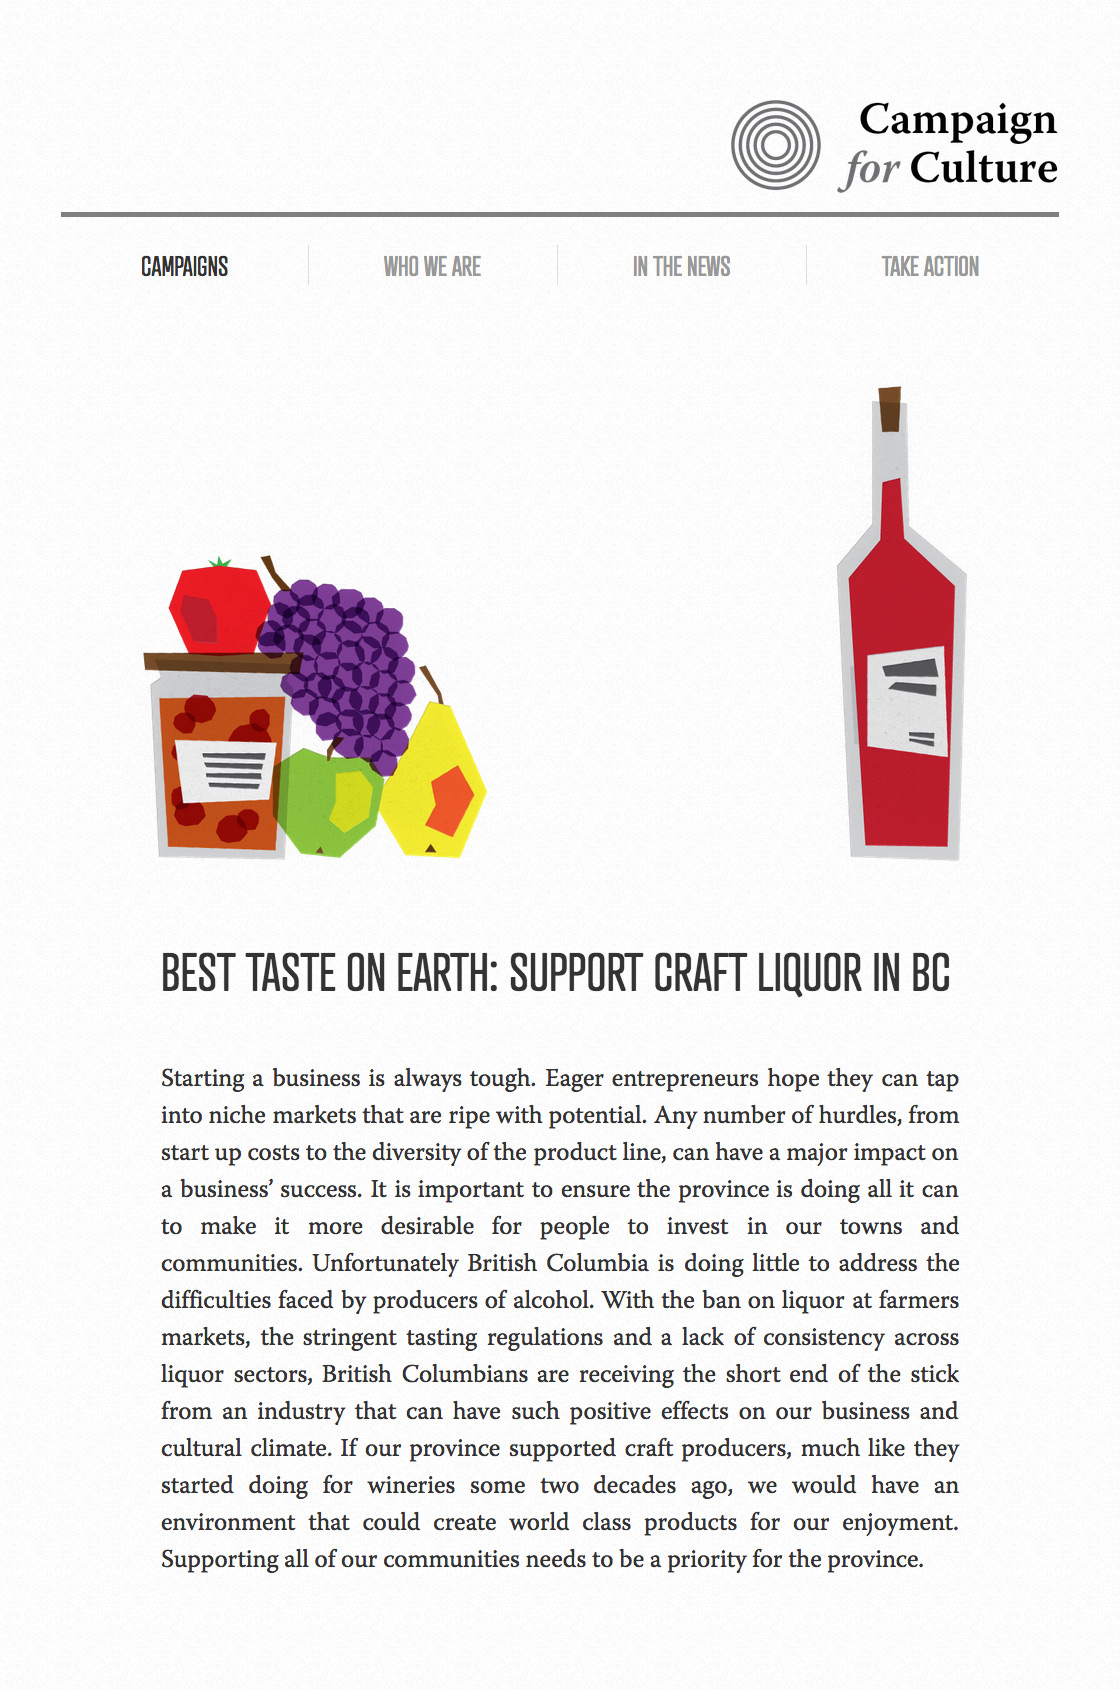 Campaign
for Culture
CAMPAIGNS
WHO WE ARE
IN THE NEWS
TAKE ACTION
BEST TASTE ON EARTH: SUPPORT CRAFT LIQUOR IN BC
Starting a business is always tough. Eager entrepreneurs hope they can tap
into niche markets that are ripe with potential. Any number of hurdles, from
start up costs to the diversity of the product line, can have a major impact on
a business’ success. It is important to ensure the province is doing all it can
to make it more desirable for people to invest in our towns and
communities. Unfortunately British Columbia is doing little to address the
difficulties faced by producers of alcohol. With the ban on liquor at farmers
markets, the stringent tasting regulations and a lack of consistency across
liquor sectors, British Columbians are receiving the short end of the stick
from an industry that can have such positive effects on our business and
cultural climate. If our province supported craft producers, much like they
started doing for wineries some two decades ago, we would have an
environment that could create world class products for our enjoyment.
Supporting all of our communities needs to be a priority for the province.